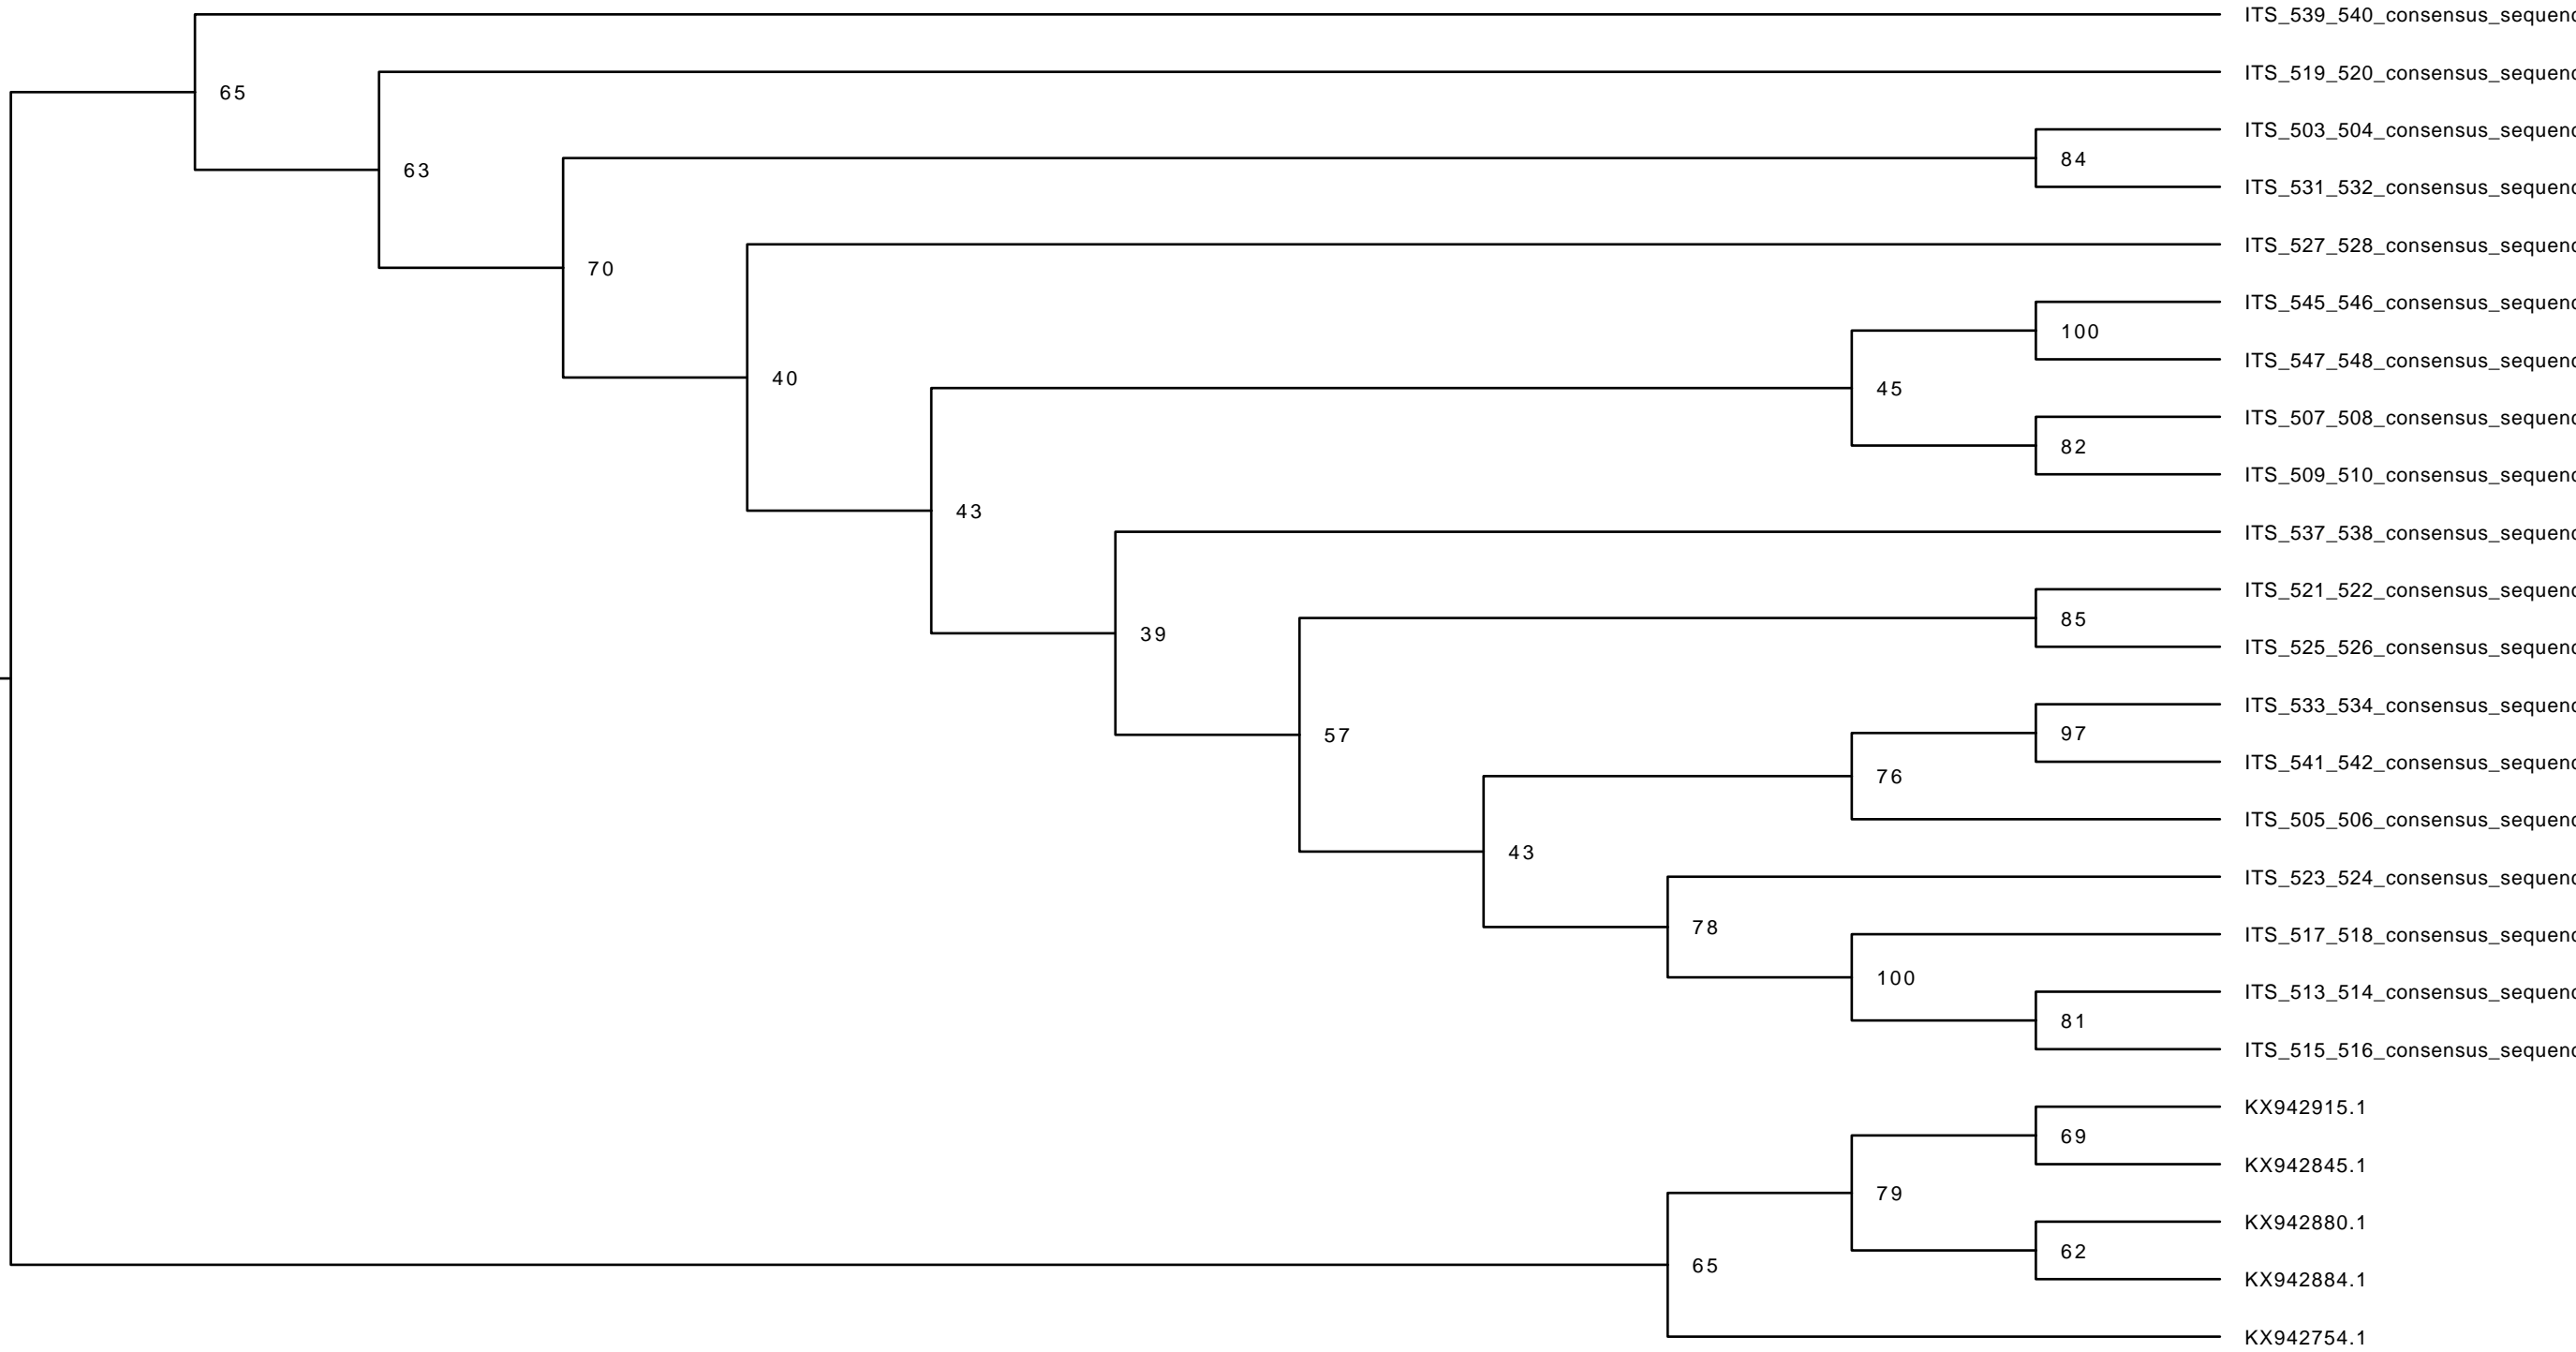 ITS_539_540_consensus_sequenc
ITS_519_520_consensus_sequenc
65
ITS_503_504_consensus_sequenc
84
63
ITS_531_532_consensus_sequenc
ITS_527_528_consensus_sequenc
70
ITS_545_546_consensus_sequenc
100
ITS_547_548_consensus_sequenc
40
45
ITS_507_508_consensus_sequenc
82
ITS_509_510_consensus_sequenc
43
ITS_537_538_consensus_sequenc
ITS_521_522_consensus_sequenc
85
39
ITS_525_526_consensus_sequenc
ITS_533_534_consensus_sequenc
97
57
ITS_541_542_consensus_sequenc
76
ITS_505_506_consensus_sequenc
43
ITS_523_524_consensus_sequenc
78
ITS_517_518_consensus_sequenc
100
ITS_513_514_consensus_sequenc
81
ITS_515_516_consensus_sequenc
KX942915.1
69
KX942845.1
79
KX942880.1
62
65
KX942884.1
KX942754.1